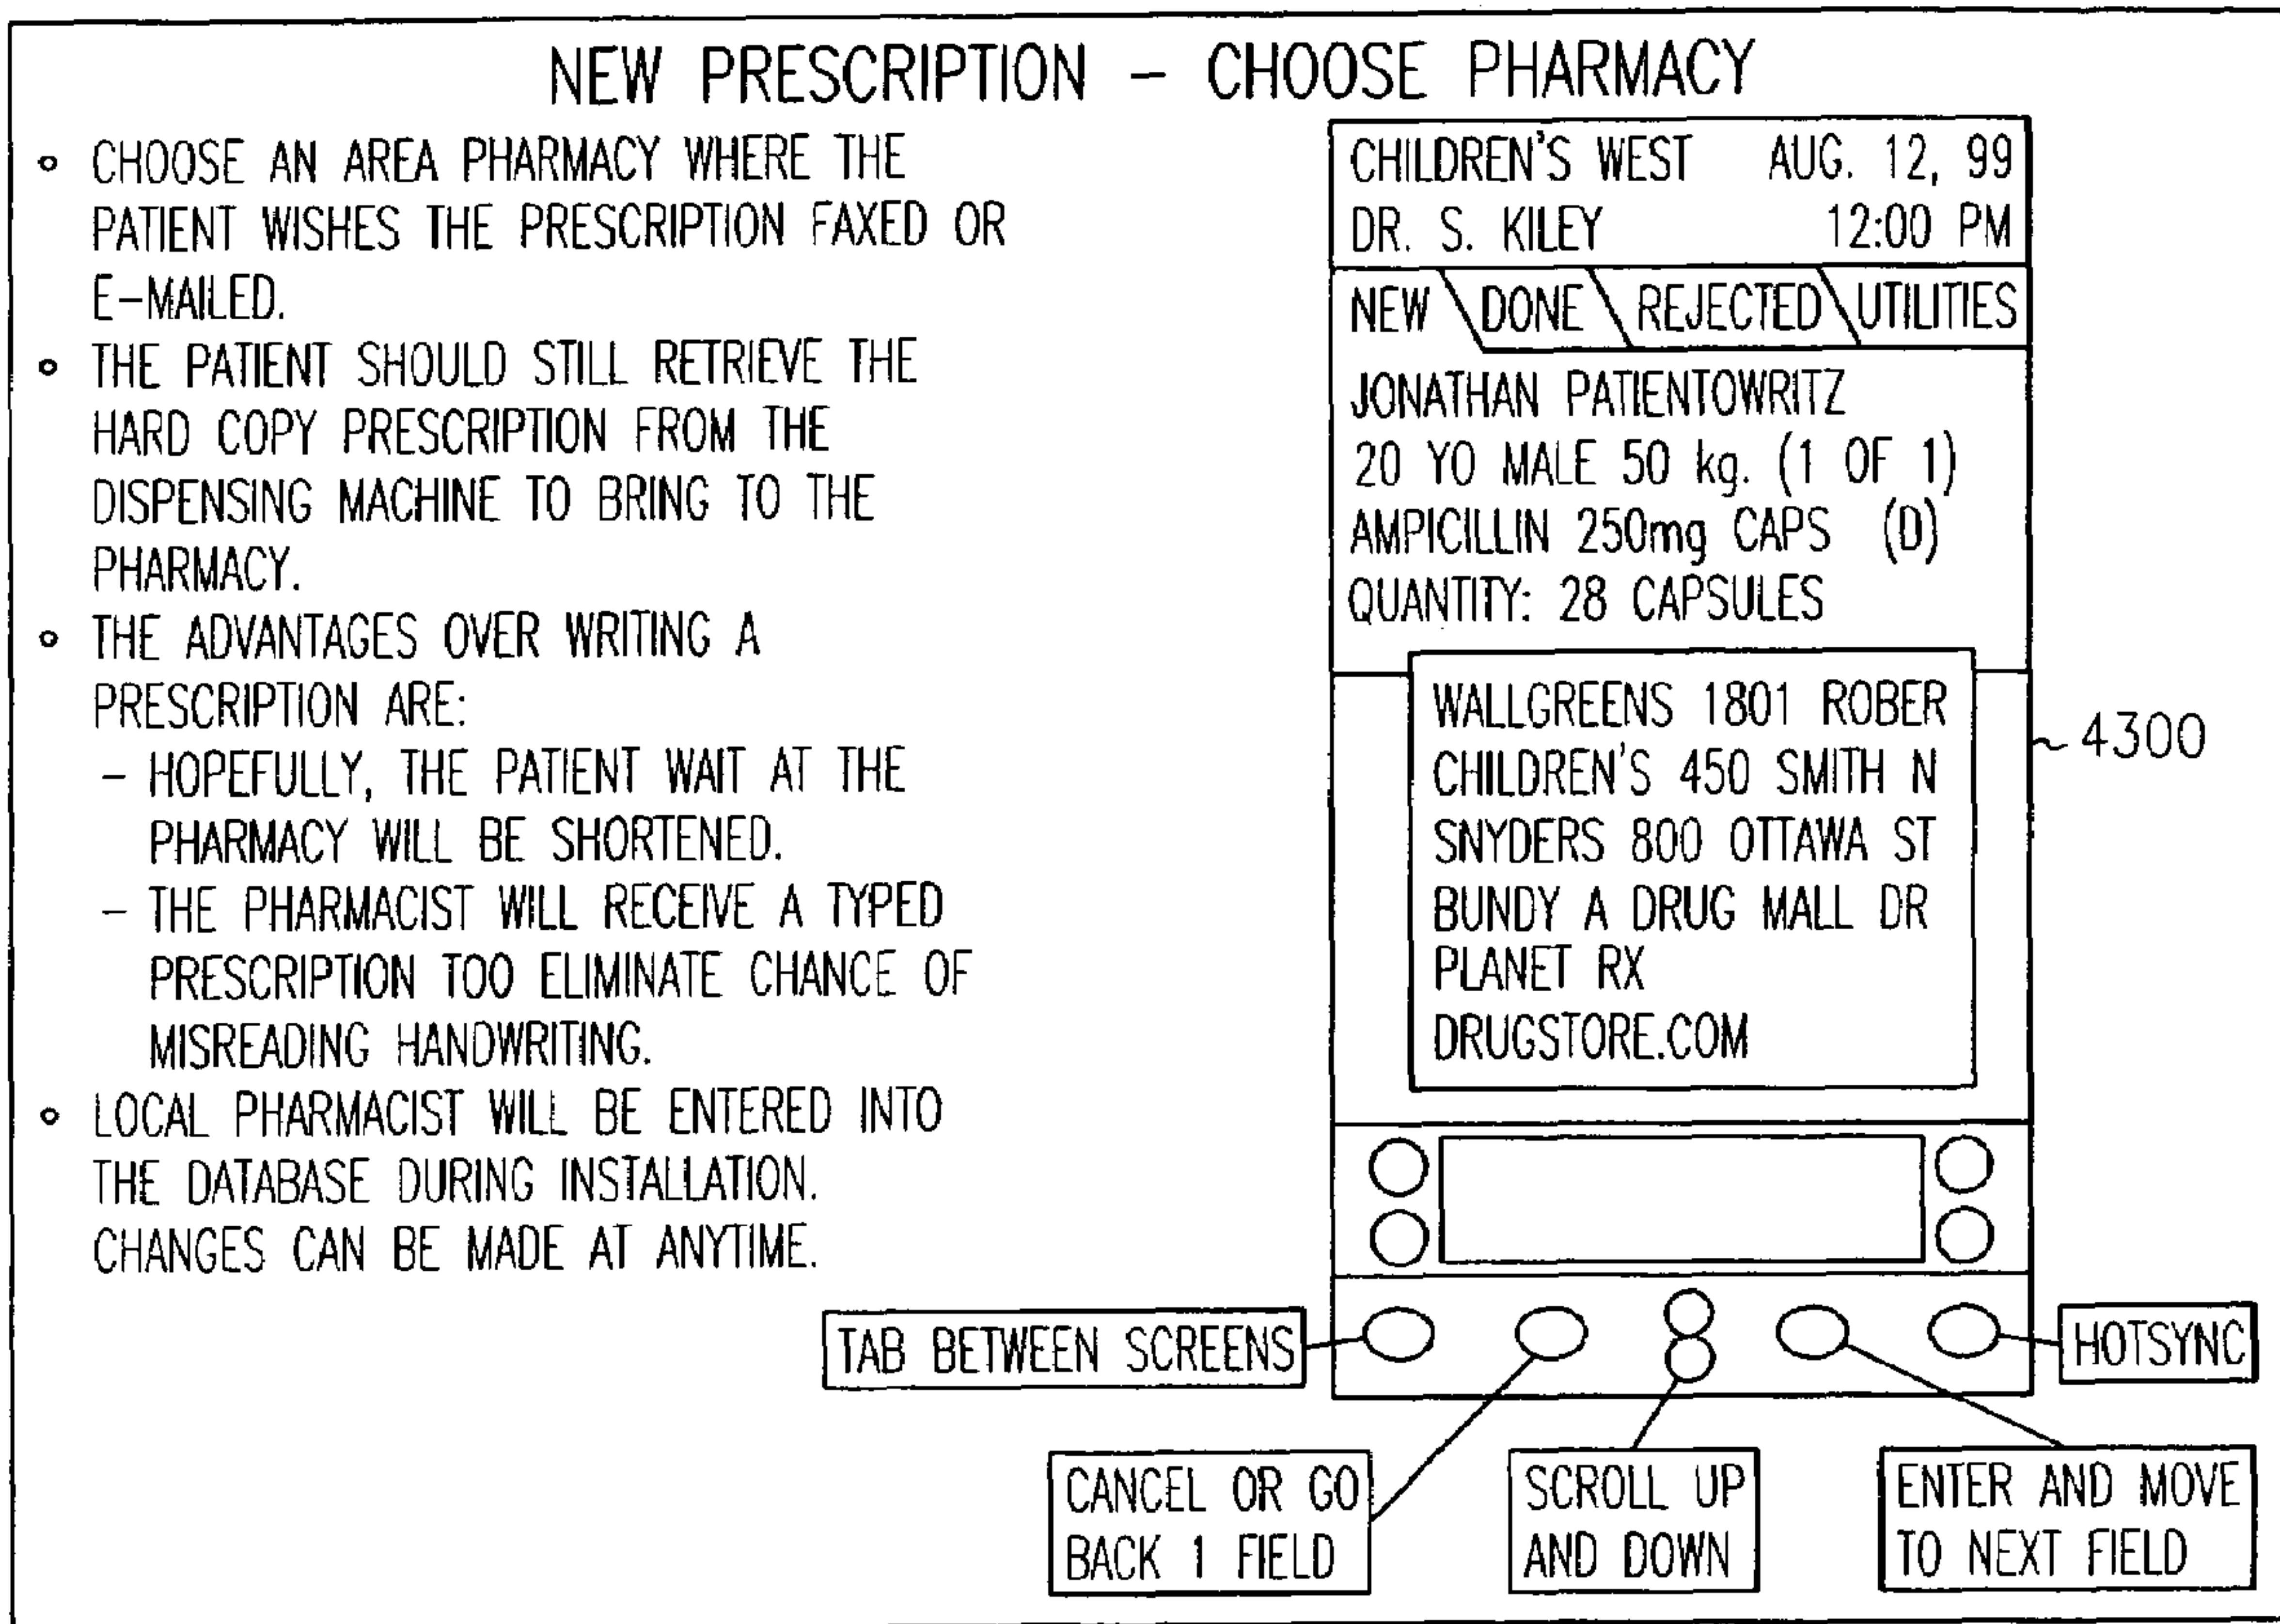 NEW PRESCRIPTION – CHOOSE PHARMACY
∘ CHOOSE AN AREA PHARMACY WHERE THE
PATIENT WISHES THE PRESCRIPTION FAXED OR
E–MAILED.
∘ THE PATIENT SHOULD STILL RETRIEVE THE
HARD COPY PRESCRIPTION FROM THE
DISPENSING MACHINE TO BRING TO THE
PHARMACY.
∘ THE ADVANTAGES OVER WRITING A
PRESCRIPTION ARE:
– HOPEFULLY, THE PATIENT WAIT AT THE
PHARMACY WILL BE SHORTENED.
– THE PHARMACIST WILL RECEIVE A TYPED
PRESCRIPTION TOO ELIMINATE CHANCE OF
MISREADING HANDWRITING.
∘ LOCAL PHARMACIST WILL BE ENTERED INTO
THE DATABASE DURING INSTALLATION.
CHANGES CAN BE MADE AT ANYTIME.
CHILDREN'S WEST AUG. 12, 99
DR. S. KILEY 12:00 PM
NEW DONE REJECTED UTILITIES
JONATHAN PATIENTOWRITZ
20 YO MALE 50 kg. (1 OF 1)
AMPICILLIN 250mg CAPS (D)
QUANTITY: 28 CAPSULES
WALLGREENS 1801 ROBER
CHILDREN'S 450 SMITH N
SNYDERS 800 OTTAWA ST
BUNDY A DRUG MALL DR
PLANET RX
DRUGSTORE.COM
4300
TAB BETWEEN SCREENS
HOTSYNC
CANCEL OR GO
BACK 1 FIELD
SCROLL UP
AND DOWN
ENTER AND MOVE
TO NEXT FIELD